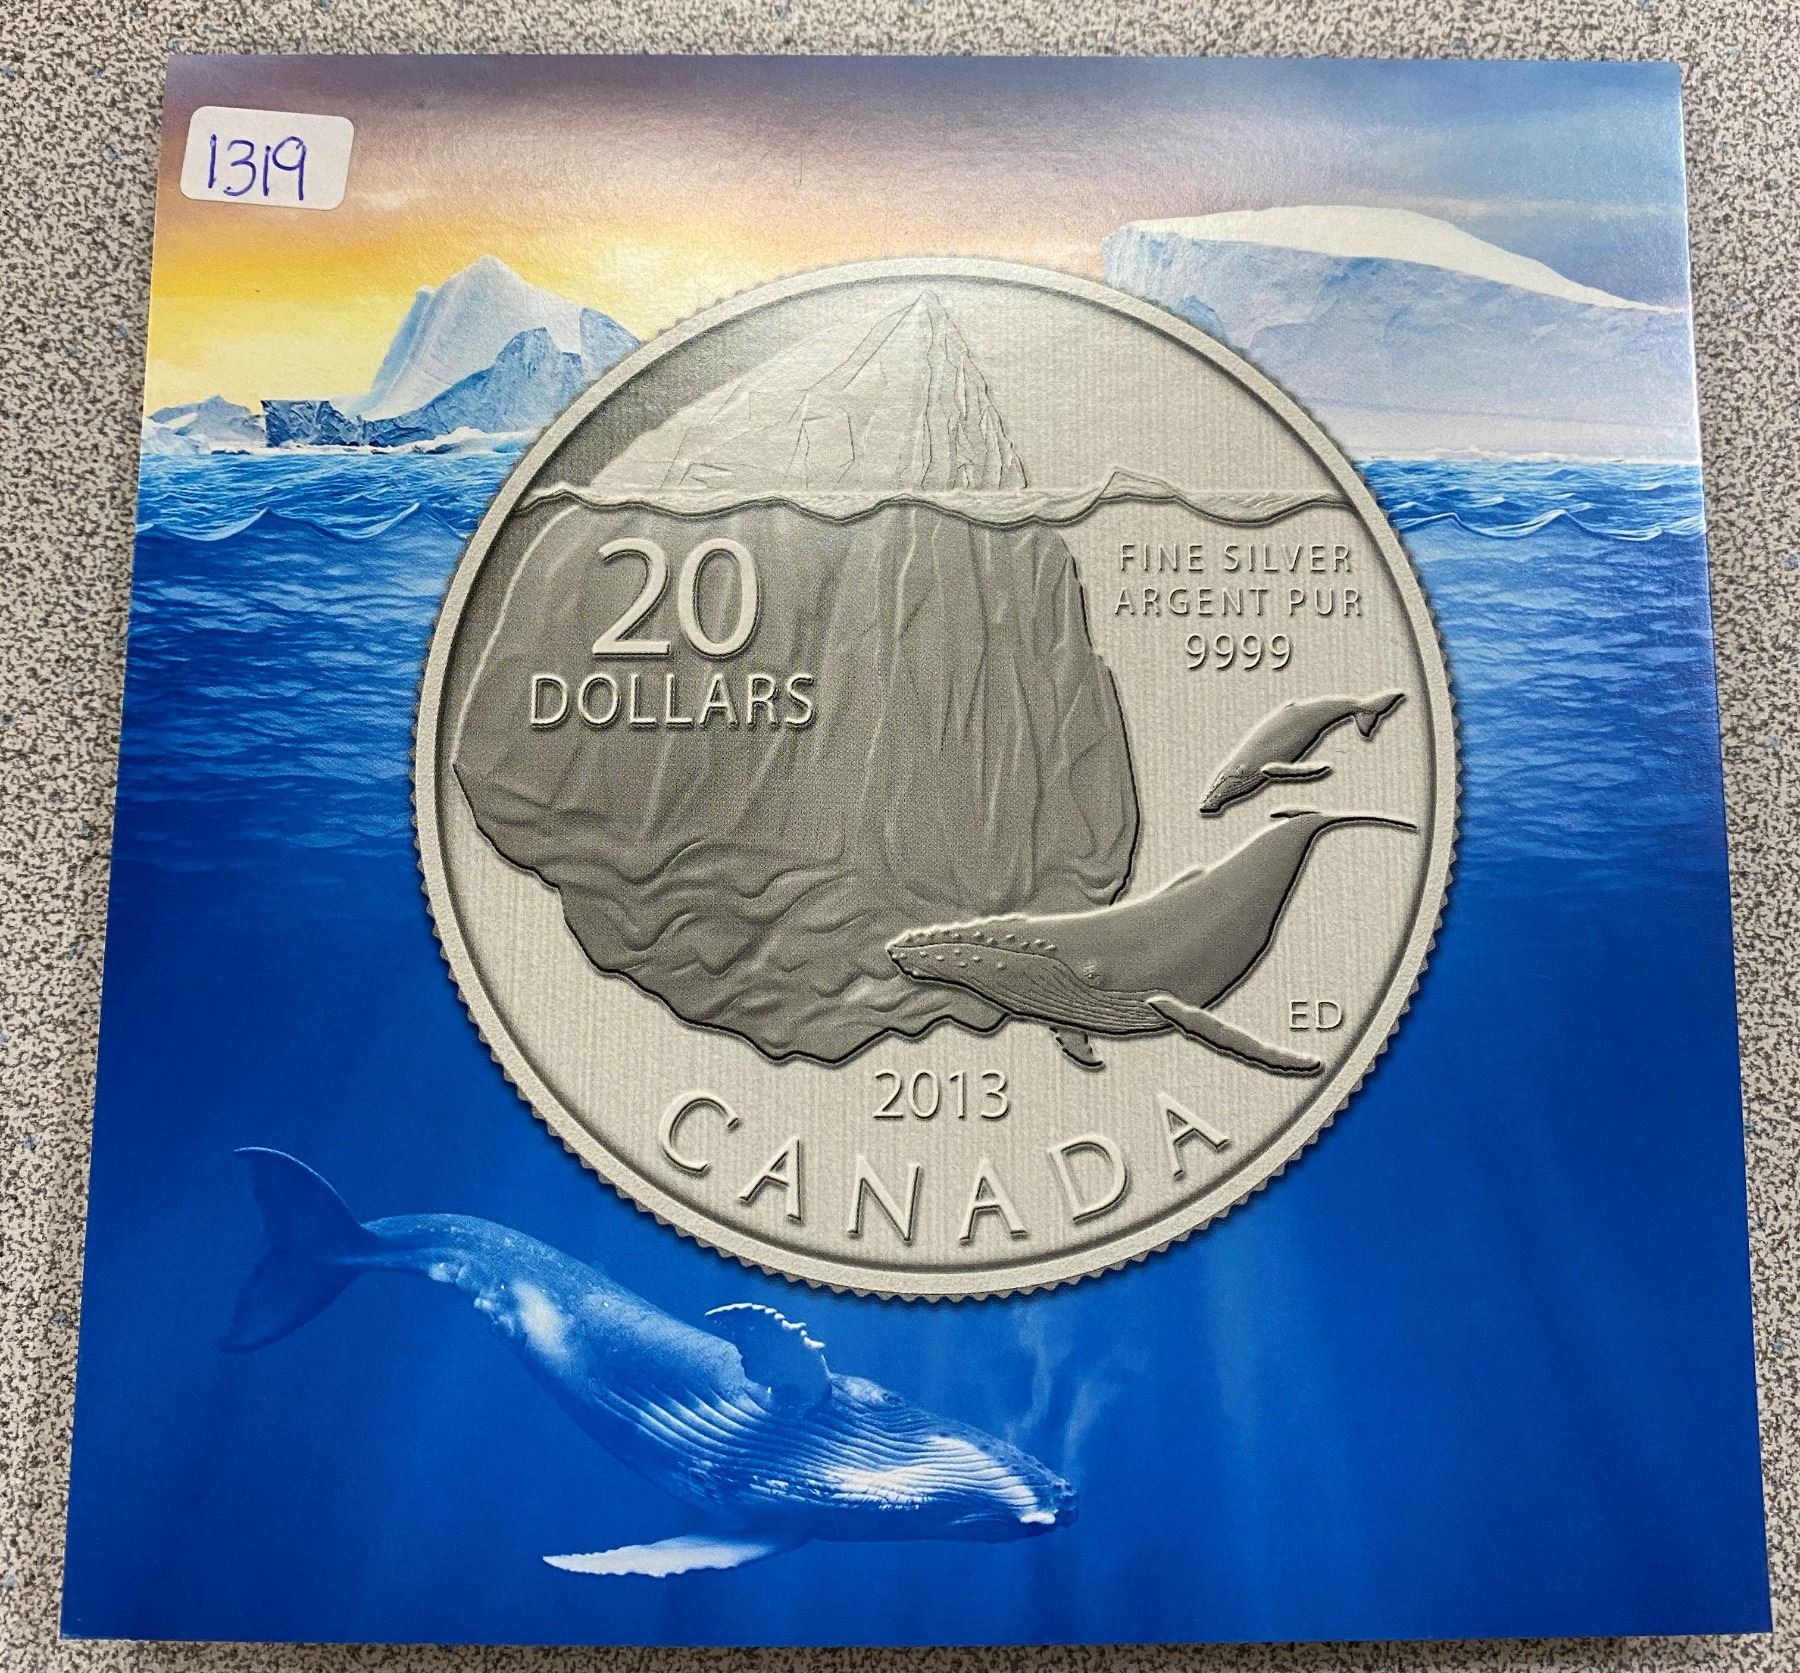 1319
20
DOLLARS
FINE SILVER
ARGENT PUR
9999
ED
2013
CANADA